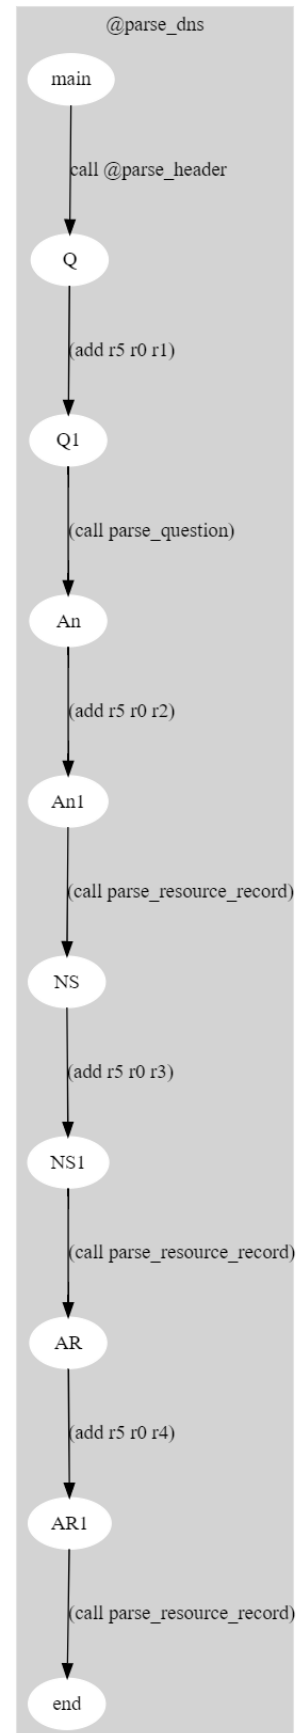 @parse_dns
main
call @parse_header
Q
(add r5 r0 r1)
Q1
(call parse_question)
An
(add r5 r0 r2)
An1
(call parse_resource_record)
NS
(add r5 r0 r3)
NS1
(call parse_resource_record)
AR
(add r5 r0 r4)
AR1
(call parse_resource_record)
end